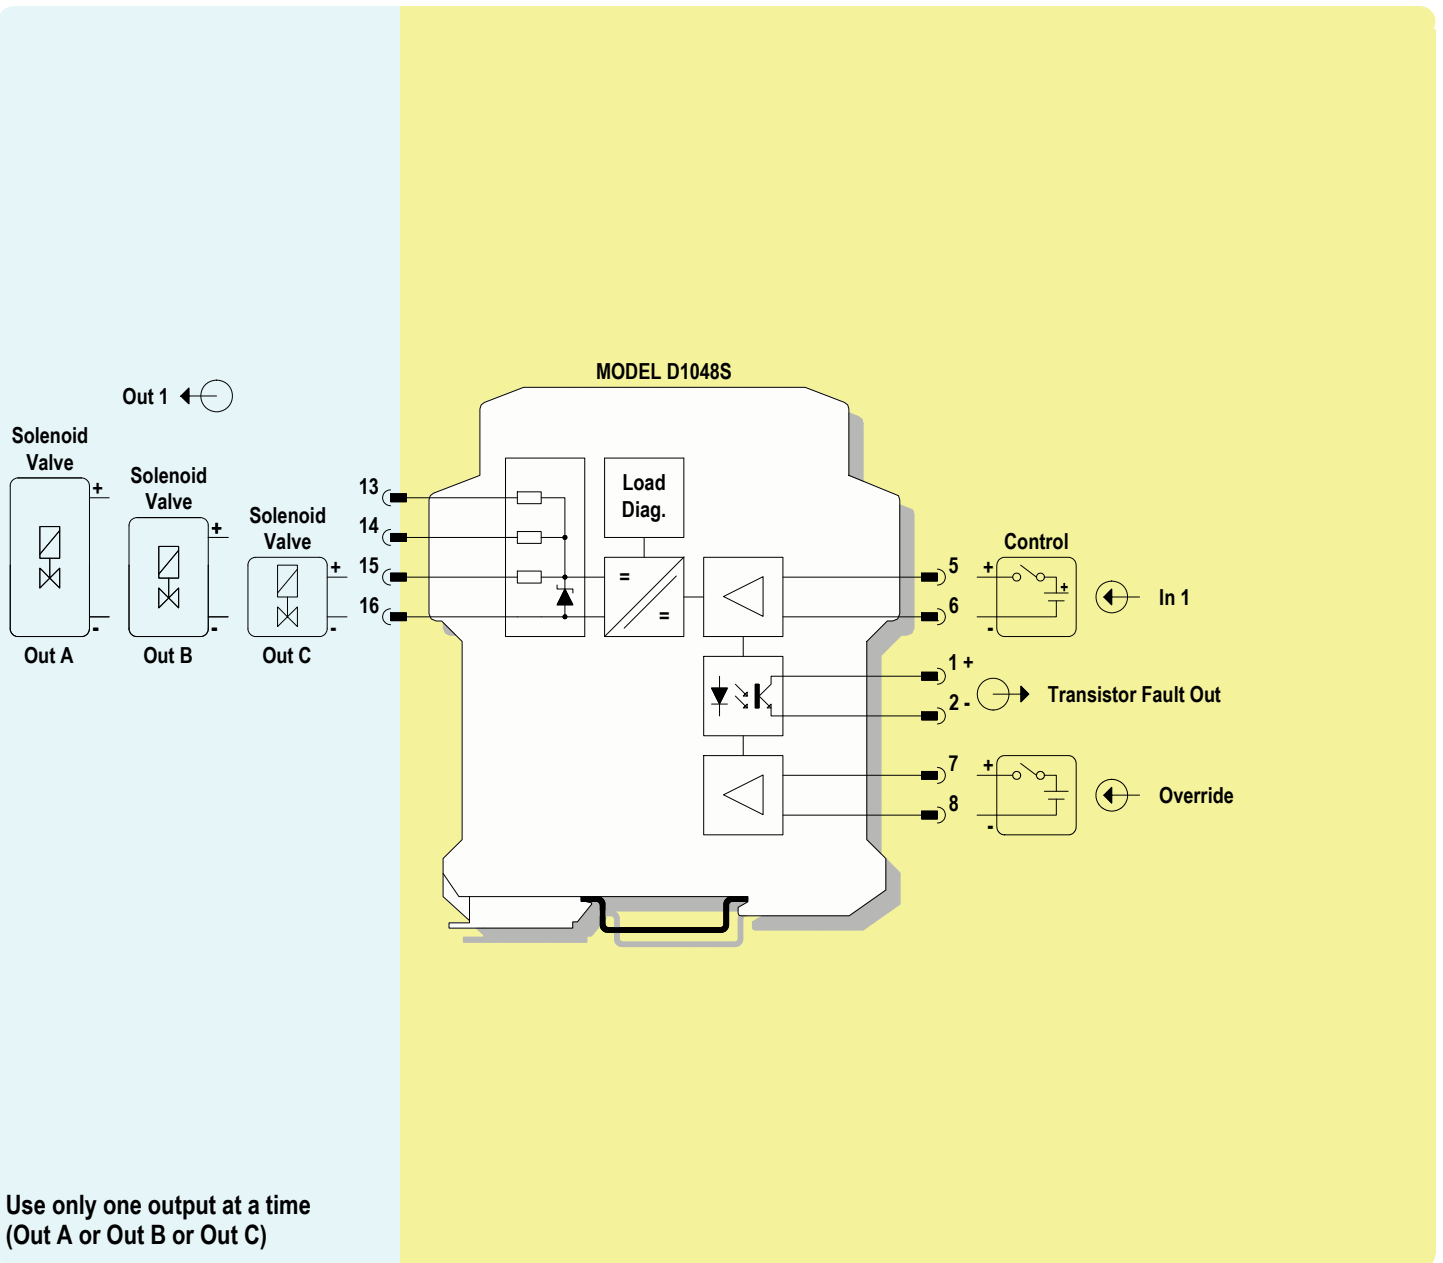 MODEL D1048S
Out 1
Solenoid
Valve
+
-
Out A
Solenoid
Valve
+
-
Out B
Solenoid
Valve
+
-
Out C
13
14
15
16
Load
Diag.
=
=
Control
5
+
6
-
+
In 1
1 +
2 -
Transistor Fault Out
7
+
8
-
Override
Use only one output at a time
(Out A or Out B or Out C)